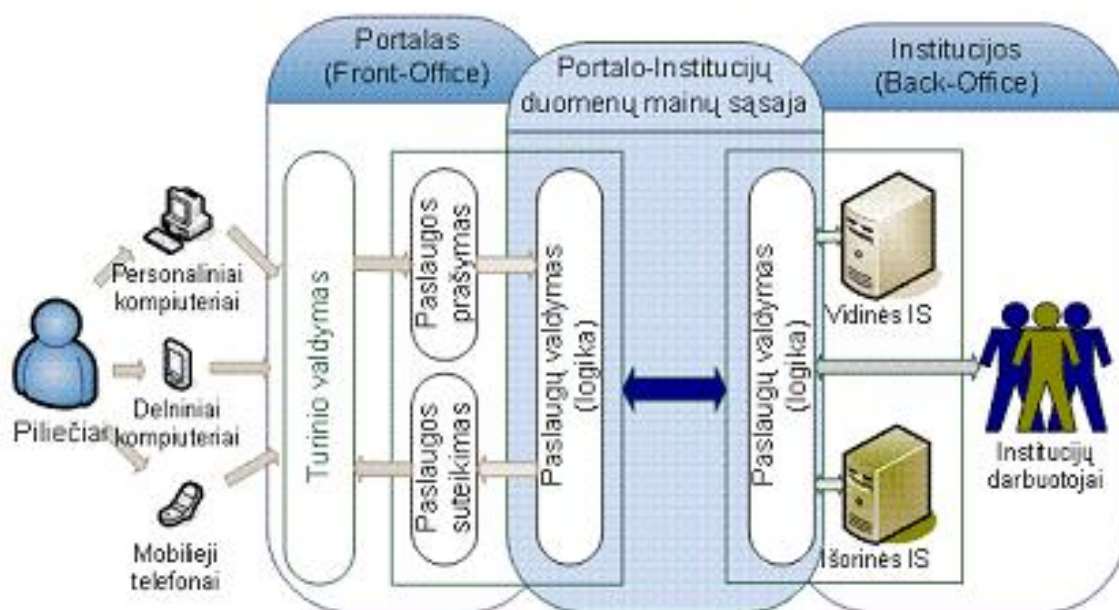 Portalas
(Front-Office)
Portalo-Institucijų
duomenų mainų sąsaja
Institucijos
(Back-Office)
Piliečiai
Personaliniai
kompiuteriai
Delniniai
kompiuteriai
Mobilieji
telefonai
Turinio valdymas
Paslaugos
prašymas
Paslaugos
suteikimas
Paslaugų valdymas
(logika)
Paslaugų valdymas
(logika)
Vidinės IS
Išorinės IS
Institucijų
darbuotojai